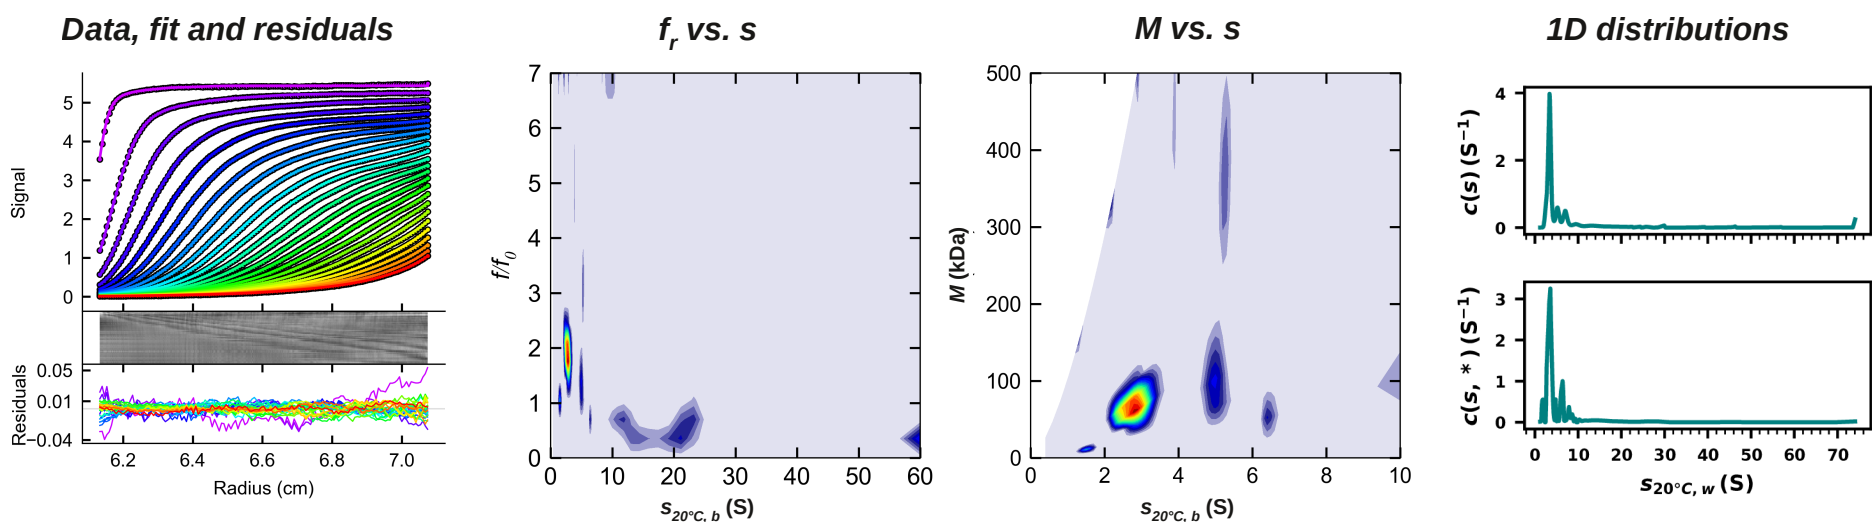 Data, fit and residuals
fr vs. s
M vs. s
1D distributions
Signal
5
4
3
2
1
0
Residuals
0.05
0.01
−0.04
6.2 6.4 6.6 6.8 7.0
Radius (cm)
f/f0
7
6
5
4
3
2
1
0
0 10 20 30 40 50 60
s20°C, b (S)
M (kDa)
500
400
300
200
100
0
0 2 4 6 8 10
s20°C, b (S)
c(s) (S−1)
4
2
0
c(s, *) (S−1)
3
2
1
0
0 10 20 30 40 50 60 70
s20°C, w (S)